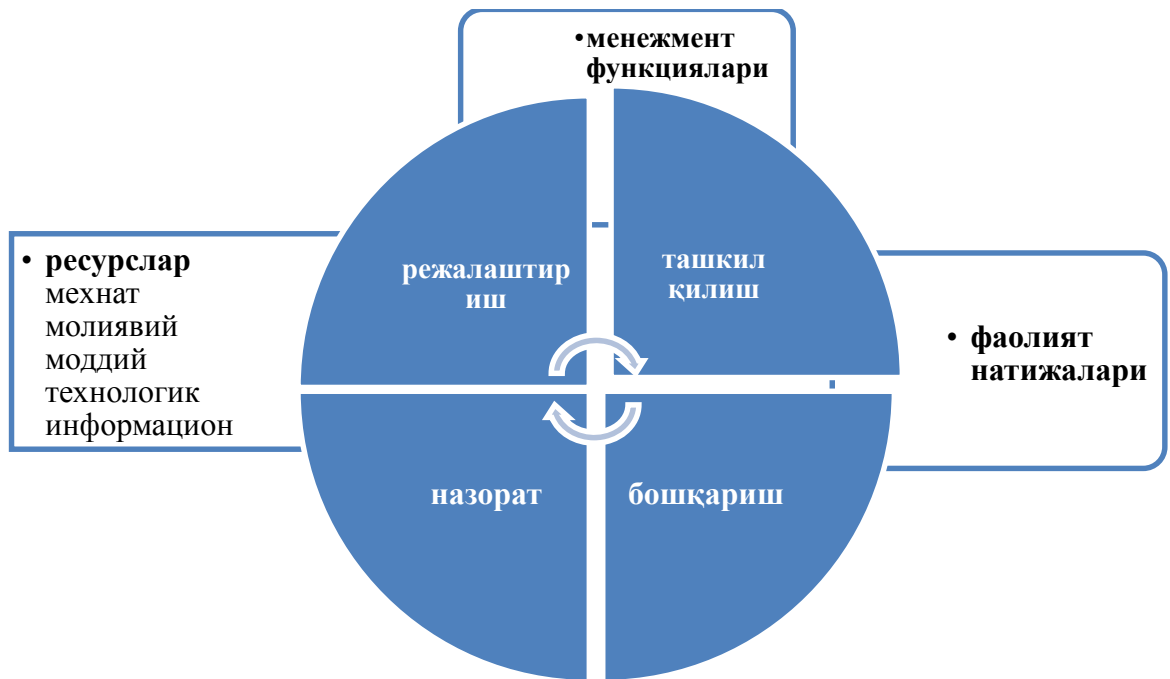 •менежмент
функциялари
режалаштир
иш
ташкил
қилиш
• ресурслар
мехнат
молиявий
моддий
технологик
информацион
• фаолият
натижалари
назорат
бошқариш